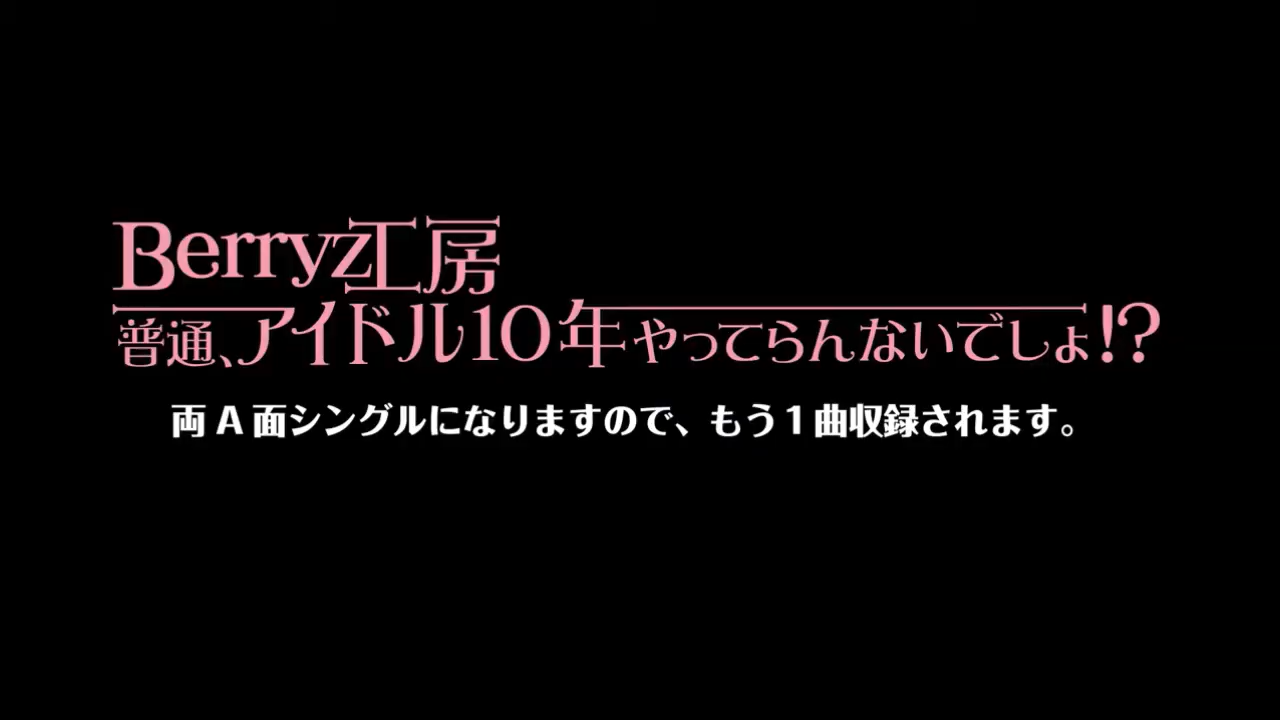 Berryz工房
普通、アイドル10年やってらんないでしょ!?
両A面シングルになりますので、もう1曲収録されます。